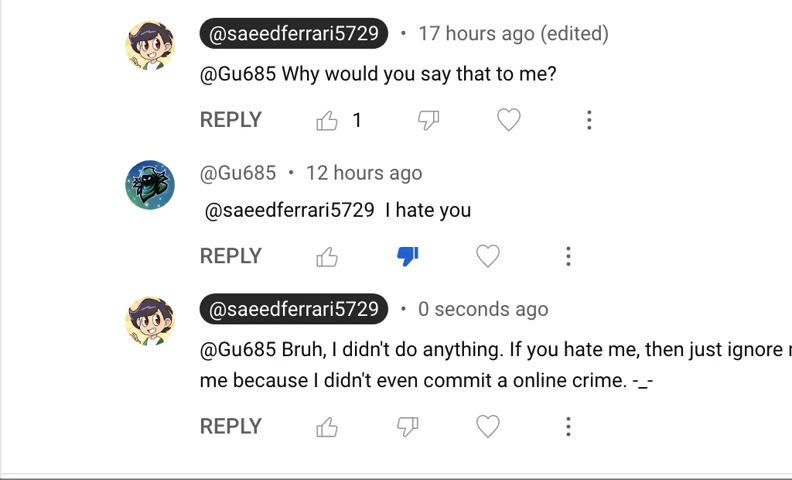 @saeedferrari5729 • 17 hours ago (edited)
@Gu685 Why would you say that to me?
REPLY 1
@Gu685 • 12 hours ago
@saeedferrari5729 I hate you
REPLY
@saeedferrari5729 • 0 seconds ago
@Gu685 Bruh, I didn't do anything. If you hate me, then just ignore
me because I didn't even commit a online crime. -_-
REPLY